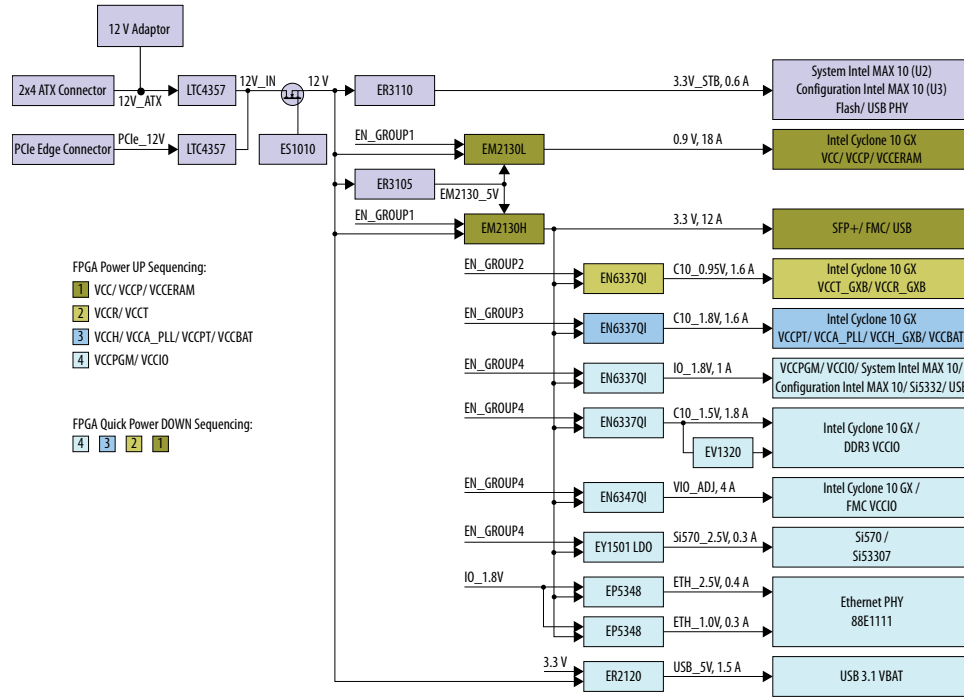 12 V Adaptor
2x4 ATX Connector
12V_ATX
LTC4357
12V_IN
12 V
ER3110
3.3V_STB, 0.6 A
System Intel MAX 10 (U2)
Configuration Intel MAX 10 (U3)
Flash/ USB PHY
PCIe Edge Connector
PCIe_12V
LTC4357
ES1010
EN_GROUP1
EM2130L
0.9 V, 18 A
Intel Cyclone 10 GX
VCC/ VCCP/ VCCERAM
ER3105
EM2130_5V
EN_GROUP1
EM2130H
3.3 V, 12 A
SFP+/ FMC/ USB
FPGA Power UP Sequencing:
1 VCC/ VCCP/ VCCERAM
2 VCCR/ VCCT
3 VCCH/ VCCA_PLL/ VCCPT/ VCCBAT
4 VCCPGM/ VCCIO
FPGA Quick Power DOWN Sequencing:
4 3 2 1
EN_GROUP2
EN6337QI
C10_0.95V, 1.6 A
Intel Cyclone 10 GX
VCCT_GXB/ VCCR_GXB
EN_GROUP3
EN6337QI
C10_1.8V, 1.6 A
Intel Cyclone 10 GX
VCCPT/ VCCA_PLL/ VCCH_GXB/ VCCBAT
EN_GROUP4
EN6337QI
IO_1.8V, 1 A
VCCPGM/ VCCIO/ System Intel MAX 10/
Configuration Intel MAX 10/ Si5332/ USB
EN_GROUP4
EN6337QI
C10_1.5V, 1.8 A
EV1320
Intel Cyclone 10 GX /
DDR3 VCCIO
EN_GROUP4
EN6347QI
VIO_ADJ, 4 A
Intel Cyclone 10 GX /
FMC VCCIO
EN_GROUP4
EY1501 LDO
Si570_2.5V, 0.3 A
Si570 /
Si53307
IO_1.8V
EP5348
ETH_2.5V, 0.4 A
EP5348
ETH_1.0V, 0.3 A
Ethernet PHY
88E1111
3.3 V
ER2120
USB_5V, 1.5 A
USB 3.1 VBAT